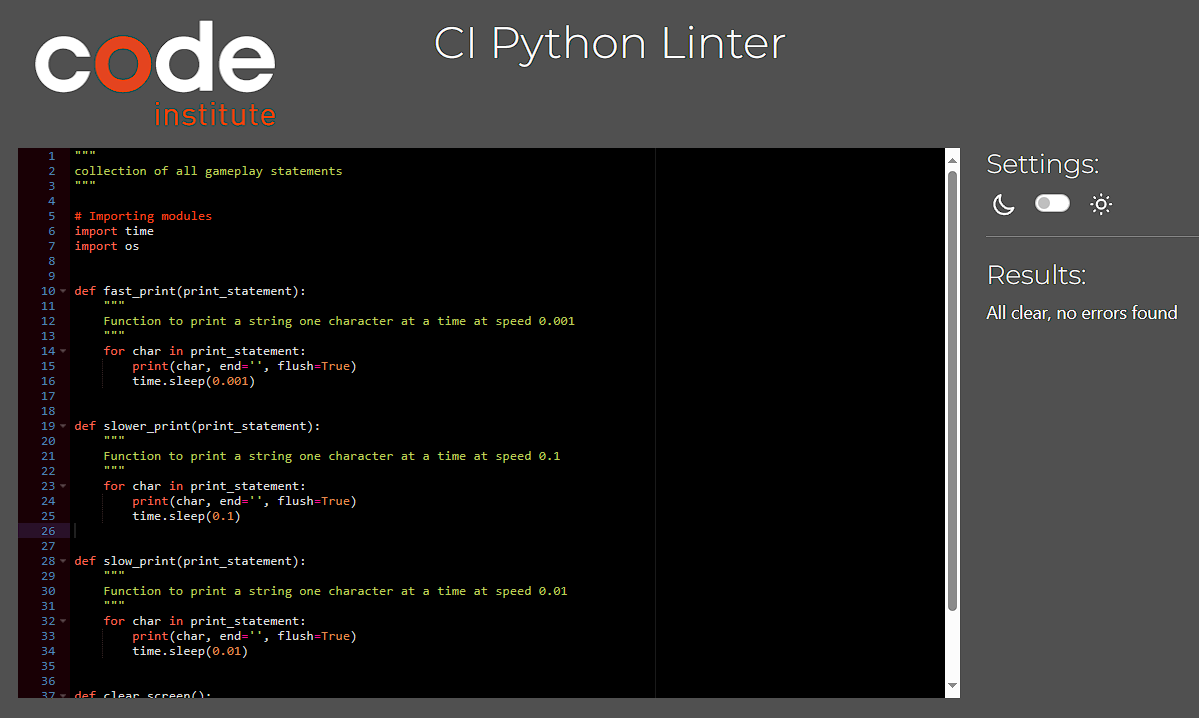 code
institute
CI Python Linter
1 """
2 collection of all gameplay statements
3 """
4
5 # Importing modules
6 import time
7 import os
8
9
10 def fast_print(print_statement):
11     """
12     Function to print a string one character at a time at speed 0.001
13     """
14     for char in print_statement:
15         print(char, end='', flush=True)
16         time.sleep(0.001)
17
18
19 def slower_print(print_statement):
20     """
21     Function to print a string one character at a time at speed 0.1
22     """
23     for char in print_statement:
24         print(char, end='', flush=True)
25         time.sleep(0.1)
26
27
28 def slow_print(print_statement):
29     """
30     Function to print a string one character at a time at speed 0.01
31     """
32     for char in print_statement:
33         print(char, end='', flush=True)
34         time.sleep(0.01)
35
36
37 def clear_screen():
Settings:
Results:
All clear, no errors found